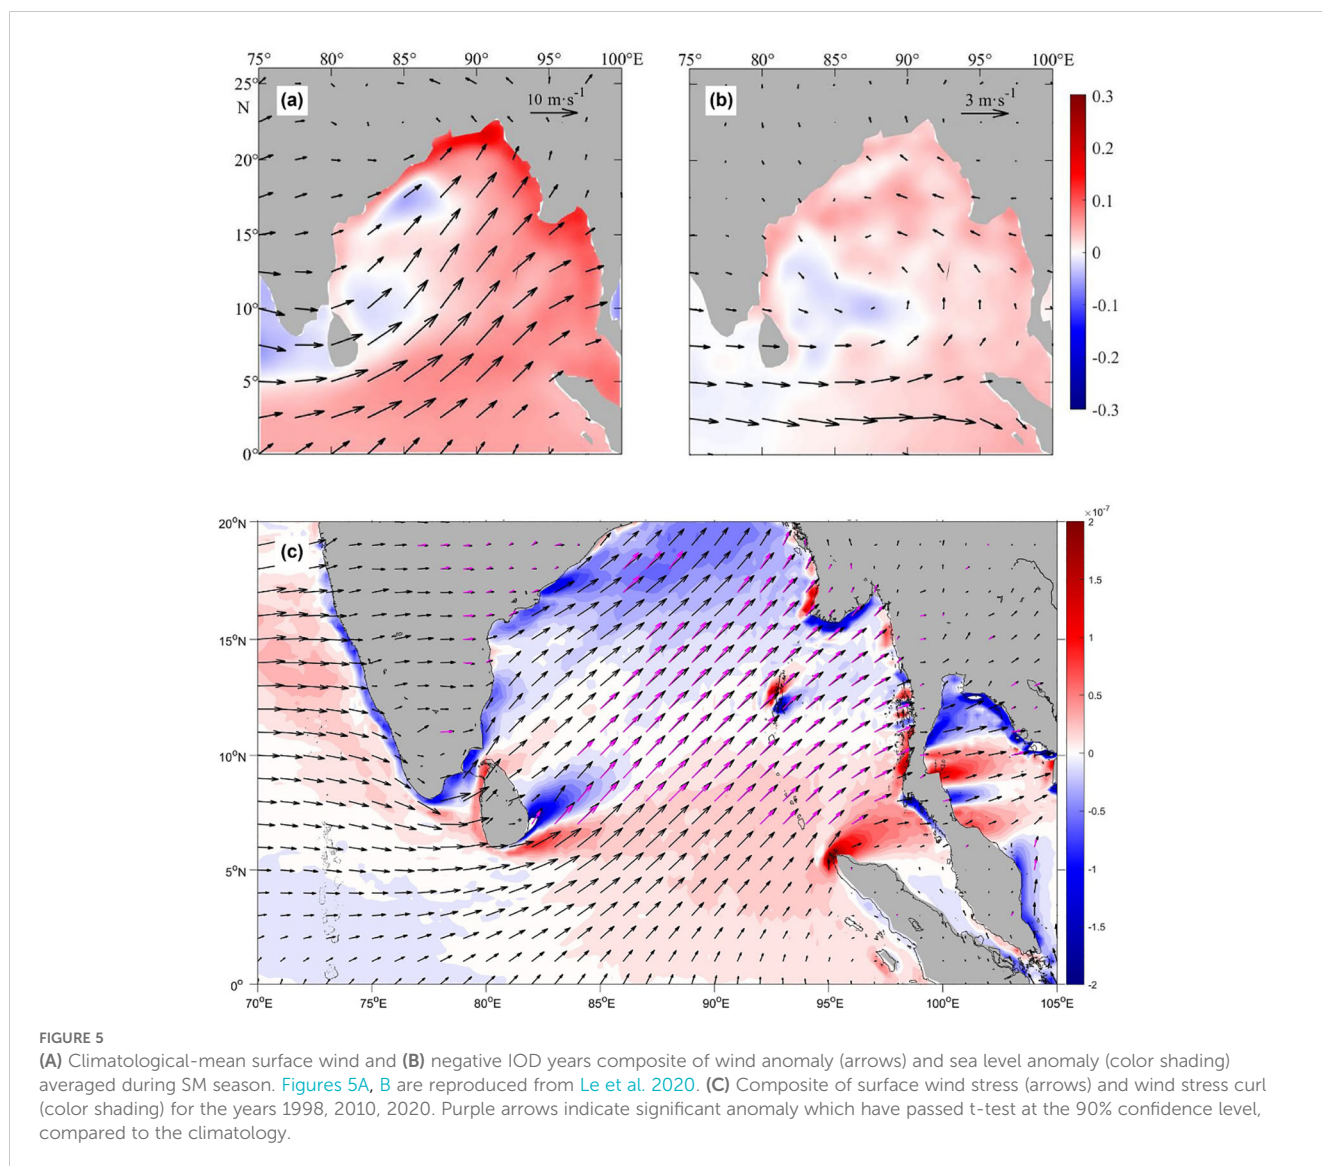 75° 80° 85° 90° 95° 100°E
75° 80° 85° 90° 95° 100°E
25°
N
20°
15°
10°
5°
0°
(a)
10 m·s⁻¹
25
20
15
10
5
0
(b)
3 m·s⁻¹
0.3
0.2
0.1
0
-0.1
-0.2
-0.3
20°N
15°N
10°N
5°N
0°
(c)
70°E 75°E 80°E 85°E 90°E 95°E 100°E 105°E
×10⁻⁷
2
1.5
1
0.5
0
-0.5
-1
-1.5
-2
FIGURE 5
(A) Climatological-mean surface wind and (B) negative IOD years composite of wind anomaly (arrows) and sea level anomaly (color shading)
averaged during SM season. Figures 5A, B are reproduced from Le et al. 2020. (C) Composite of surface wind stress (arrows) and wind stress curl
(color shading) for the years 1998, 2010, 2020. Purple arrows indicate significant anomaly which have passed t-test at the 90% confidence level,
compared to the climatology.